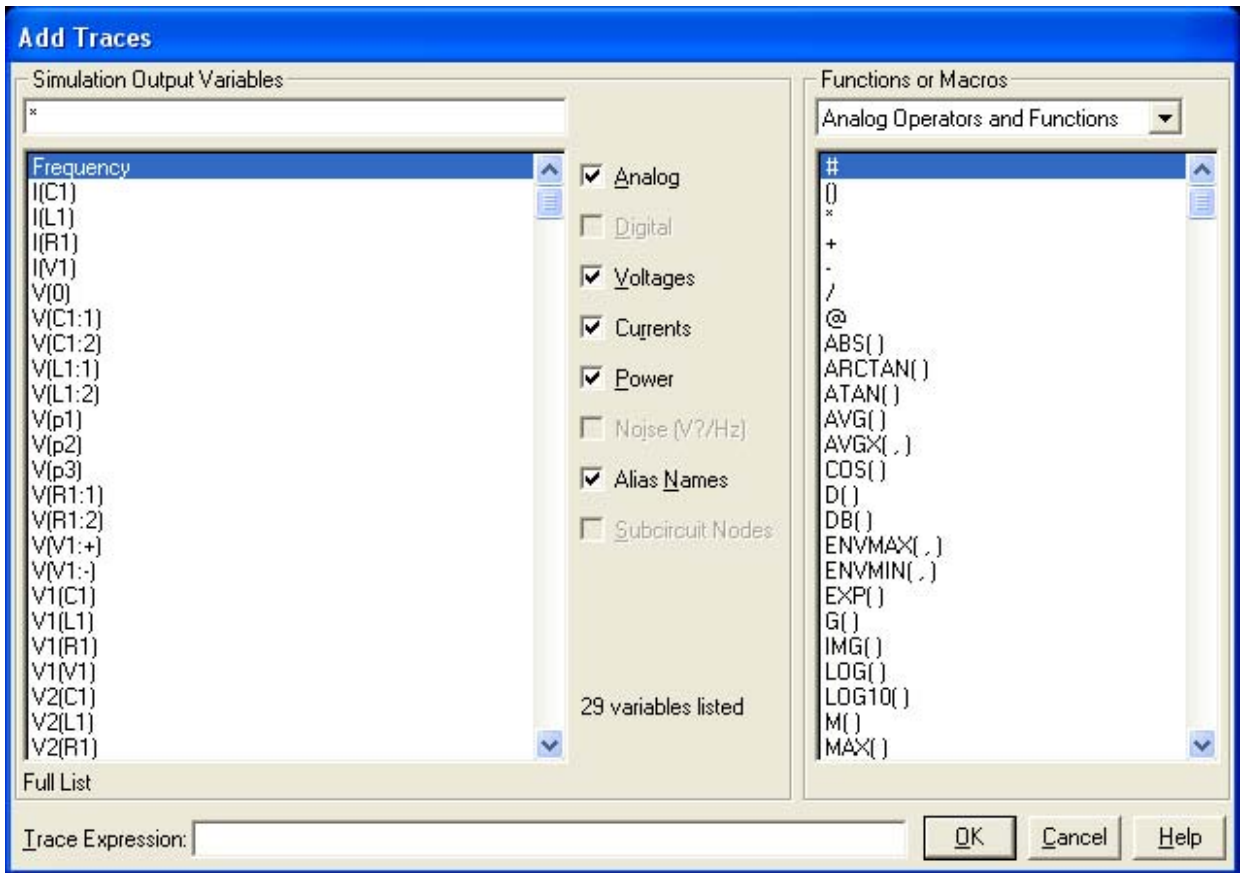 Add Traces
Simulation Output Variables
*
Frequency
I(C1)
I(L1)
I(R1)
I(V1)
V(0)
V(C1:1)
V(C1:2)
V(L1:1)
V(L1:2)
V(p1)
V(p2)
V(p3)
V(R1:1)
V(R1:2)
V(V1:+)
V(V1:-)
V1(C1)
V1(L1)
V1(R1)
V1(V1)
V2(C1)
V2(L1)
V2(R1)
Full List
Analog
Digital
Voltages
Currents
Power
Noise (V?/Hz)
Alias Names
Subcircuit Nodes
29 variables listed
Functions or Macros
Analog Operators and Functions
#
()
*
+
-
/
@
ABS( )
ARCTAN( )
ATAN( )
AVG( )
AVGX( , )
COS( )
D( )
DB( )
ENVMAX( , )
ENVMIN( , )
EXP( )
G( )
IMG( )
LOG( )
LOG10( )
M( )
MAX( )
Trace Expression:
OK
Cancel
Help